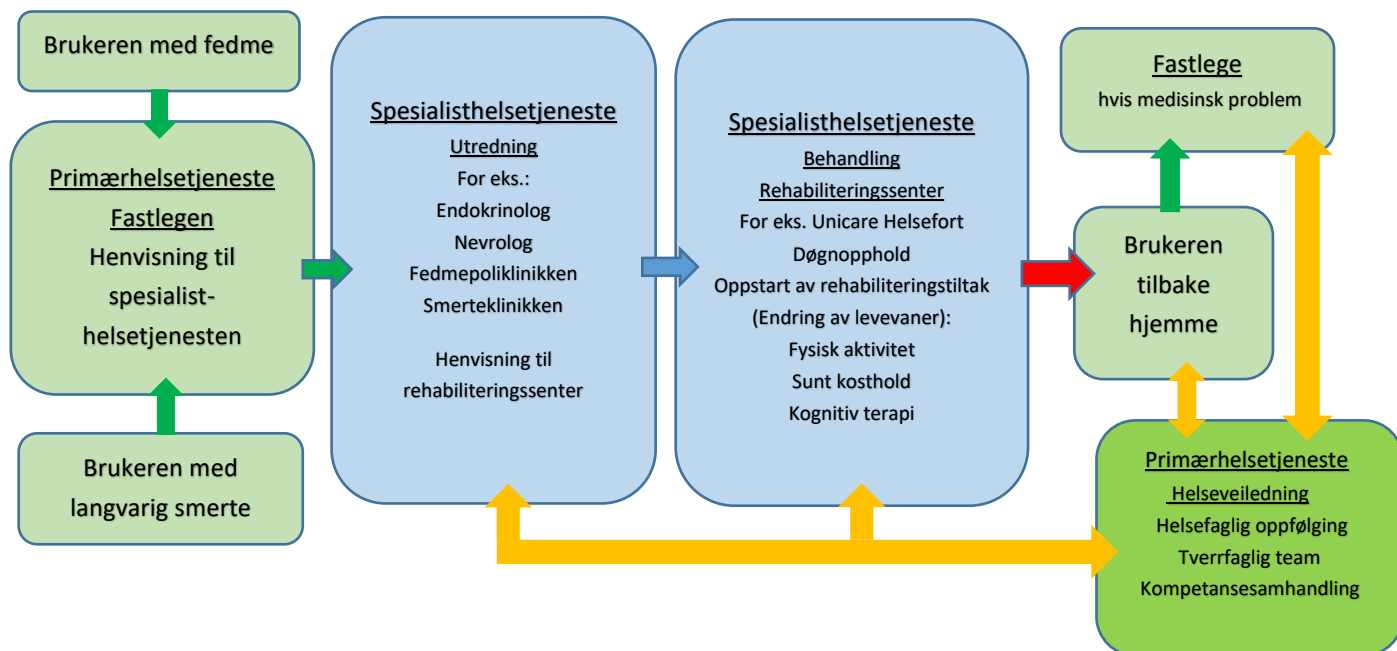 Brukeren med fedme
Primærhelsetjeneste
Fastlegen
Henvisning til
spesialist-
helsetjenesten
Brukeren med
langvarig smerte
Spesialisthelsetjeneste
Utredning
For eks.:
Endokrinolog
Nevrolog
Fedmepoliklinikken
Smerteklinikken
Henvisning til
rehabiliteringssenter
Spesialisthelsetjeneste
Behandling
Rehabiliteringssenter
For eks. Unicare Helsefort
Døgnopphold
Oppstart av rehabiliteringstiltak
(Endring av levevaner):
Fysisk aktivitet
Sunt kosthold
Kognitiv terapi
Fastlege
hvis medisinsk problem
Brukeren
tilbake
hjemme
Primærhelsetjeneste
Helseveiledning
Helsefaglig oppfølging
Tverrfaglig team
Kompetansesamhandling